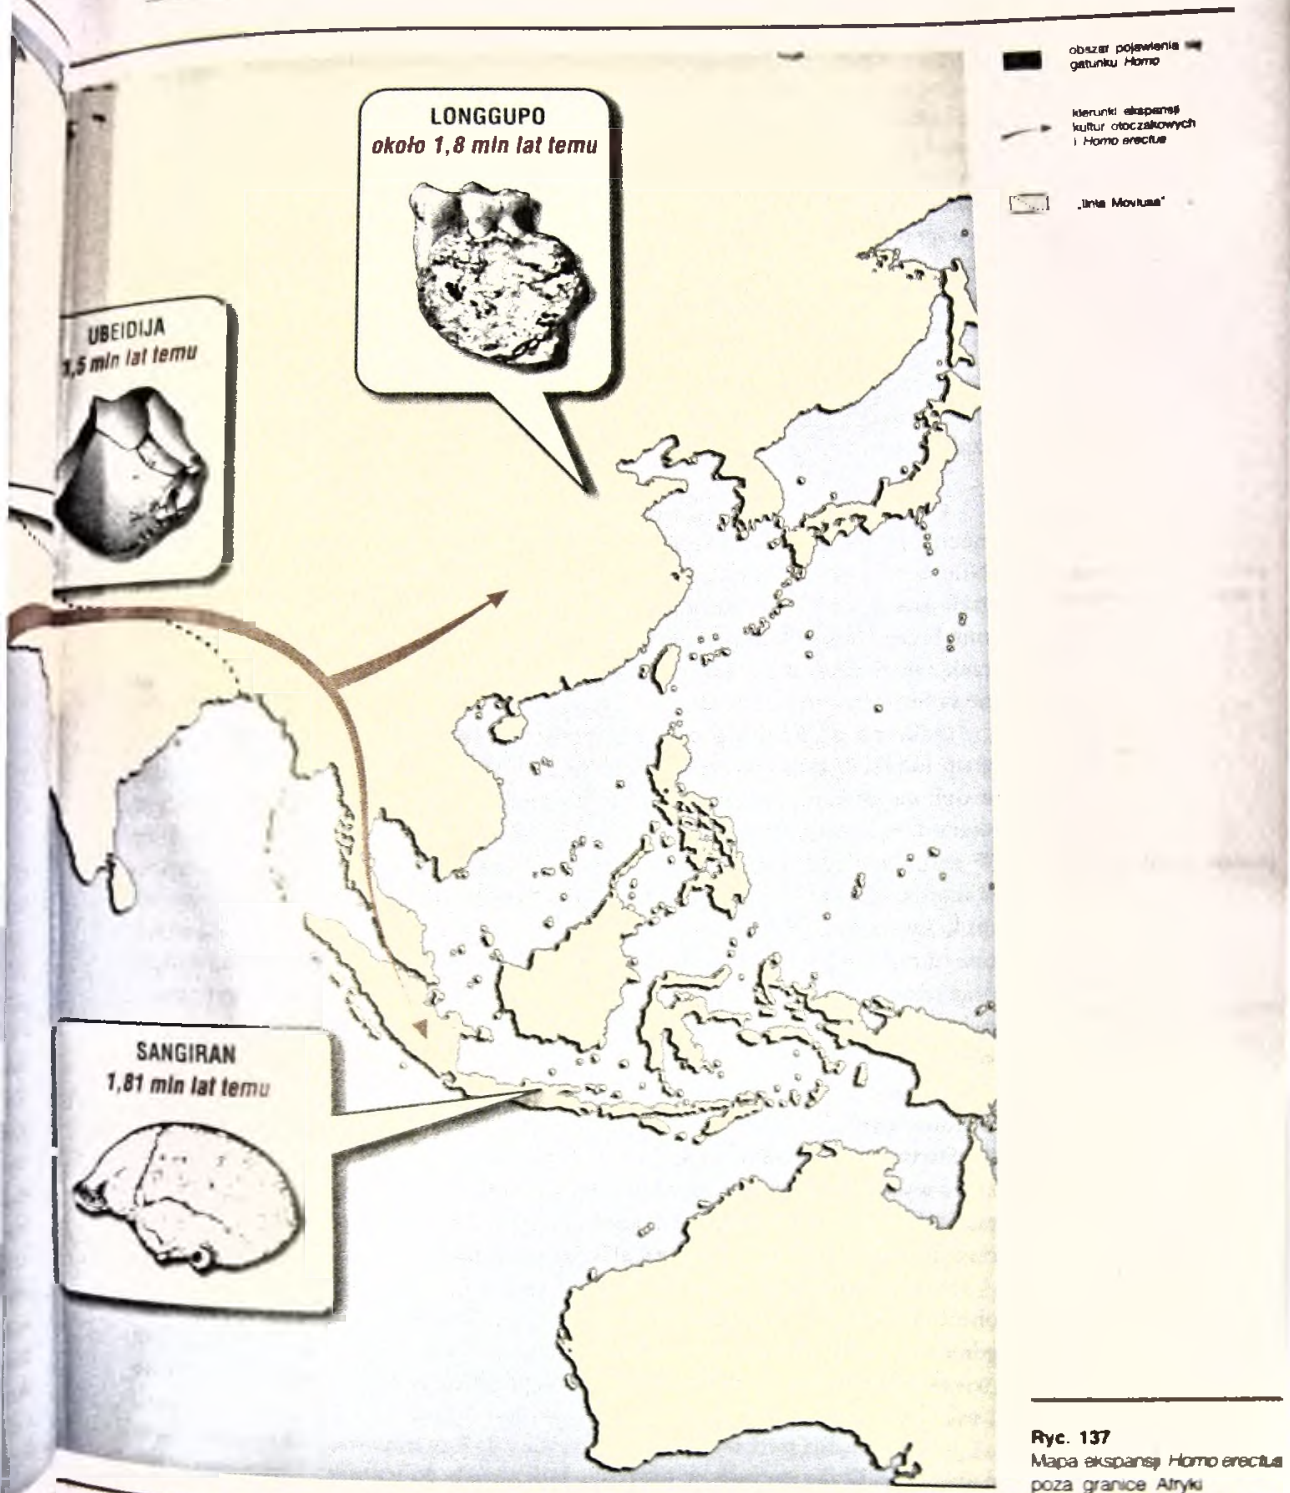 LONGGUPO
około 1,8 mln lat temu
UBEIDIJA
1,5 mln lat temu
SANGIRAN
1,81 mln lat temu
obszar pojawienia się
gatunku Homo
kierunki ekspansji
kultur otoczakowych
i Homo erectus
„linia Moviusa”
Ryc. 137
Mapa ekspansji Homo erectus
poza granice Afryki